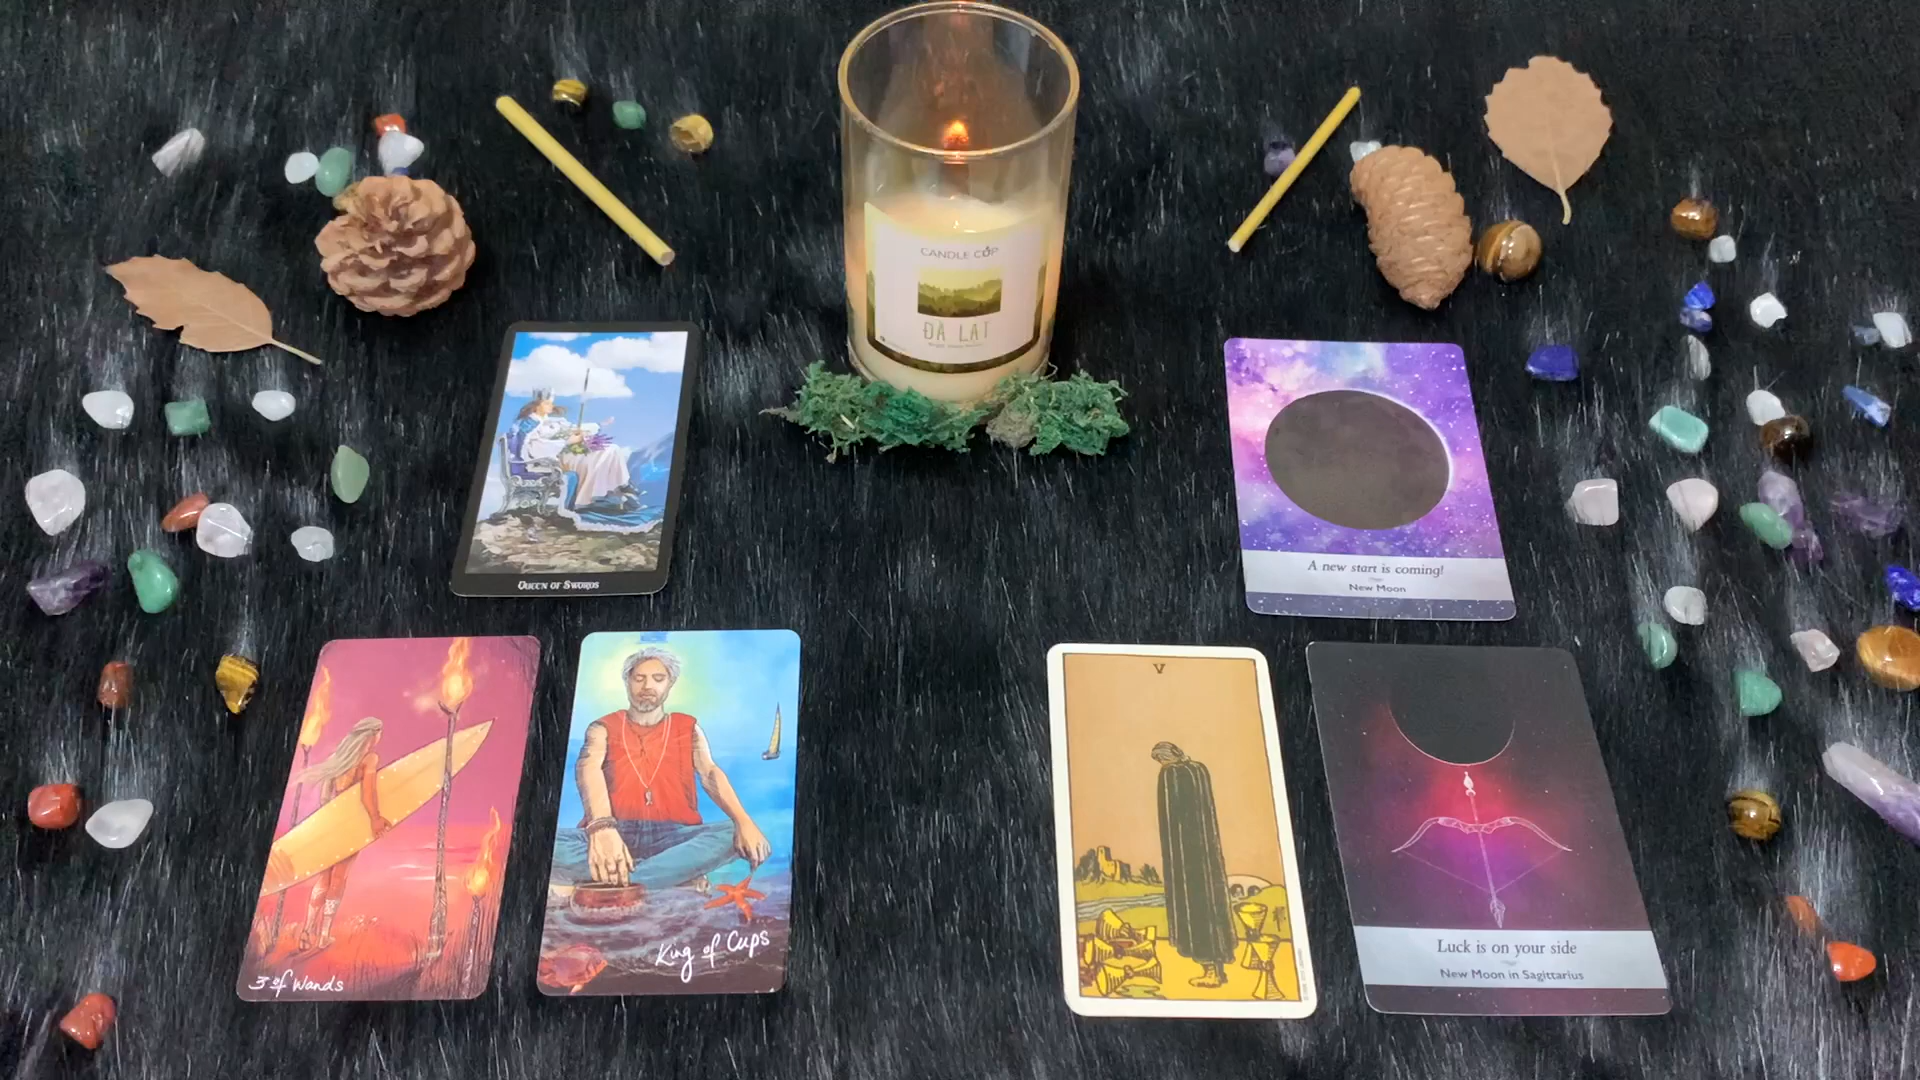 CANDLE CUP
ĐÀ LẠT
QUEEN OF SWORDS
A new start is coming!
New Moon
3 of Wands
King of Cups
V
Luck is on your side
New Moon in Sagittarius